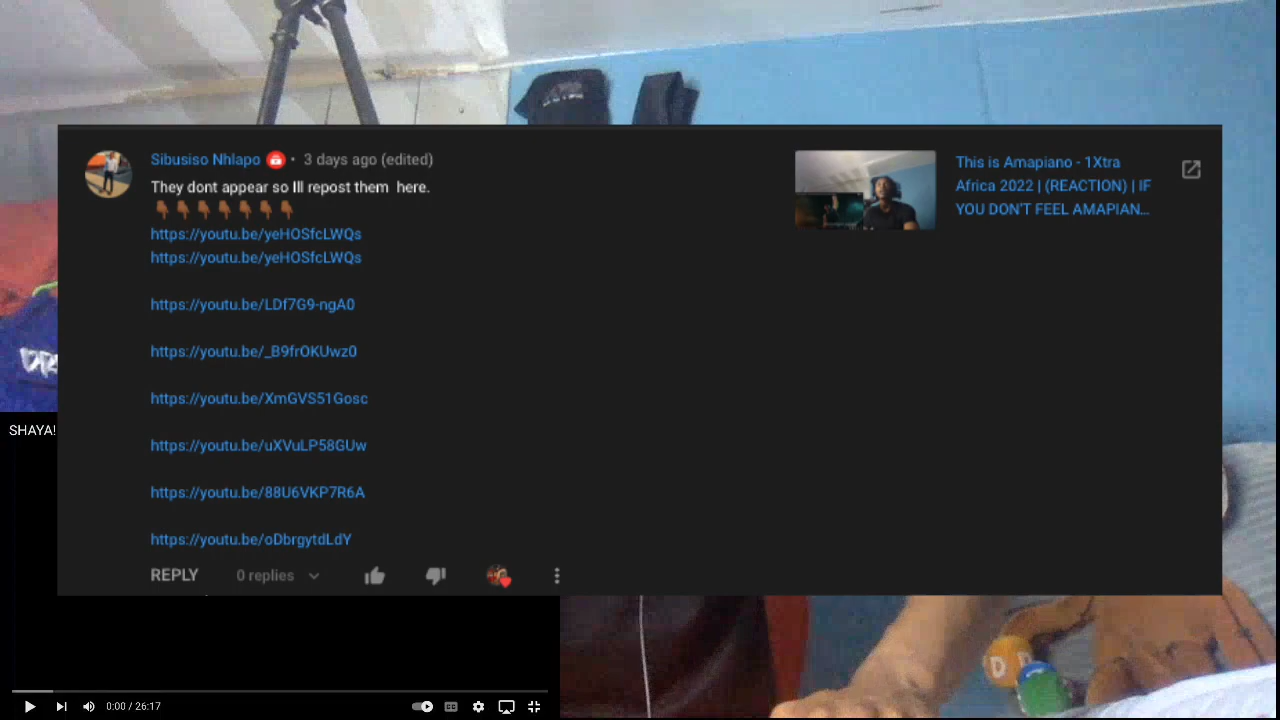 Sibusiso Nhlapo • 3 days ago (edited)
They dont appear so Ill repost them here.
👇🏾👇🏾👇🏾👇🏾👇🏾👇🏾👇🏾
https://youtu.be/yeHOSfcLWQs
https://youtu.be/yeHOSfcLWQs
https://youtu.be/LDf7G9-ngA0
https://youtu.be/_B9frOKUwz0
https://youtu.be/XmGVS51Gosc
https://youtu.be/uXVuLP58GUw
https://youtu.be/88U6VKP7R6A
https://youtu.be/oDbrgytdLdY
REPLY 0 replies
This is Amapiano - 1Xtra
Africa 2022 | (REACTION) | IF
YOU DON'T FEEL AMAPIAN...
SHAYA!
0:00 / 26:17
CC
D